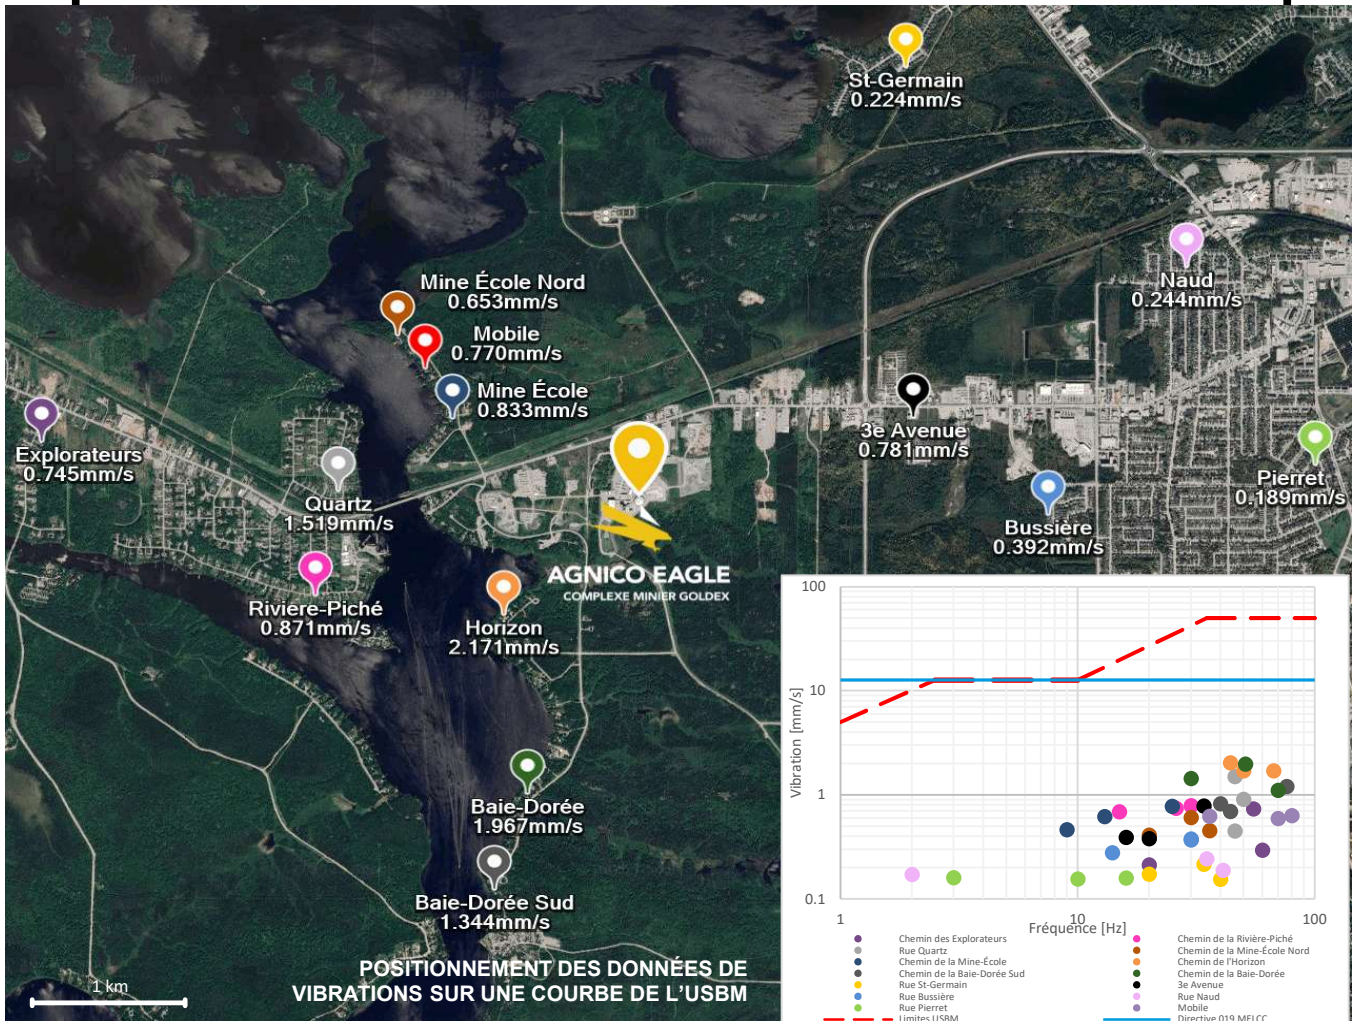 St-Germain
0.224mm/s
Naud
0.244mm/s
Mine École Nord
0.653mm/s
Mobile
0.770mm/s
Mine École
0.833mm/s
Explorateurs
0.745mm/s
Quartz
1.519mm/s
3e Avenue
0.781mm/s
Pierret
0.189mm/s
Bussière
0.392mm/s
Riviere-Piché
0.871mm/s
AGNICO EAGLE
COMPLEXE MINIER GOLDEX
Horizon
2.171mm/s
Baie-Dorée
1.967mm/s
Baie-Dorée Sud
1.344mm/s
POSITIONNEMENT DES DONNÉES DE
VIBRATIONS SUR UNE COURBE DE L'USBM
1 km
100
10
1
0.1
Vibration [mm/s]
1
10
100
Fréquence [Hz]
Chemin des Explorateurs
Chemin de la Rivière-Piché
Rue Quartz
Chemin de la Mine-École Nord
Chemin de la Mine-École
Chemin de l'Horizon
Chemin de la Baie-Dorée Sud
Chemin de la Baie-Dorée
Rue St-Germain
3e Avenue
Rue Bussière
Rue Naud
Rue Pierret
Mobile
Limites USBM
Directive 019 MELCC